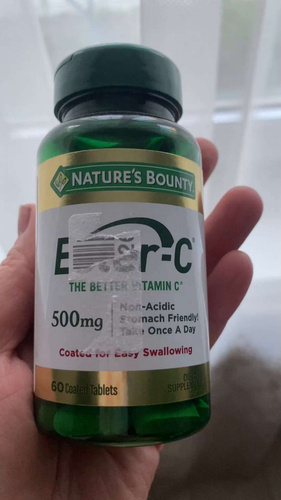 NATURE'S BOUNTY
THE BETTER VITAMIN C*
500mg
Non-Acidic
Stomach Friendly!
Take Once A Day
Coated for Easy Swallowing
60 Coated Tablets